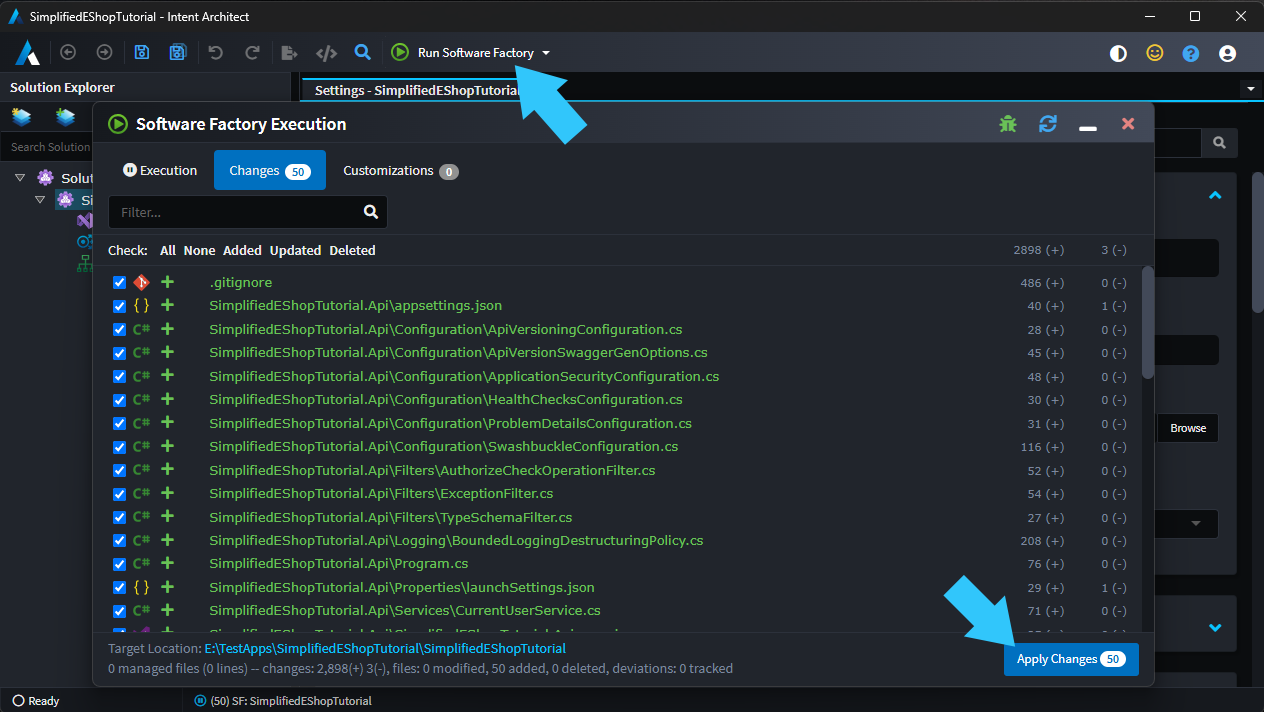 SimplifiedEShopTutorial - Intent Architect
Run Software Factory
Solution Explorer
Settings - SimplifiedEShopTutorial
Search Solution
Software Factory Execution
Execution Changes 50 Customizations 0
Filter...
Check: All None Added Updated Deleted 2898 (+) 3 (-)
.gitignore 486 (+) 0 (-)
{ } SimplifiedEShopTutorial.Api\appsettings.json 40 (+) 1 (-)
C# SimplifiedEShopTutorial.Api\Configuration\ApiVersioningConfiguration.cs 28 (+) 0 (-)
C# SimplifiedEShopTutorial.Api\Configuration\ApiVersionSwaggerGenOptions.cs 45 (+) 0 (-)
C# SimplifiedEShopTutorial.Api\Configuration\ApplicationSecurityConfiguration.cs 48 (+) 0 (-)
C# SimplifiedEShopTutorial.Api\Configuration\HealthChecksConfiguration.cs 30 (+) 0 (-)
C# SimplifiedEShopTutorial.Api\Configuration\ProblemDetailsConfiguration.cs 31 (+) 0 (-)
C# SimplifiedEShopTutorial.Api\Configuration\SwashbuckleConfiguration.cs 116 (+) 0 (-)
C# SimplifiedEShopTutorial.Api\Filters\AuthorizeCheckOperationFilter.cs 52 (+) 0 (-)
C# SimplifiedEShopTutorial.Api\Filters\ExceptionFilter.cs 54 (+) 0 (-)
C# SimplifiedEShopTutorial.Api\Filters\TypeSchemaFilter.cs 27 (+) 0 (-)
C# SimplifiedEShopTutorial.Api\Logging\BoundedLoggingDestructuringPolicy.cs 208 (+) 0 (-)
C# SimplifiedEShopTutorial.Api\Program.cs 76 (+) 0 (-)
{ } SimplifiedEShopTutorial.Api\Properties\launchSettings.json 29 (+) 1 (-)
C# SimplifiedEShopTutorial.Api\Services\CurrentUserService.cs 71 (+) 0 (-)
Solut
Si
Browse
Target Location: E:\TestApps\SimplifiedEShopTutorial\SimplifiedEShopTutorial
0 managed files (0 lines) -- changes: 2,898(+) 3(-), files: 0 modified, 50 added, 0 deleted, deviations: 0 tracked
Apply Changes 50
Ready (50) SF: SimplifiedEShopTutorial